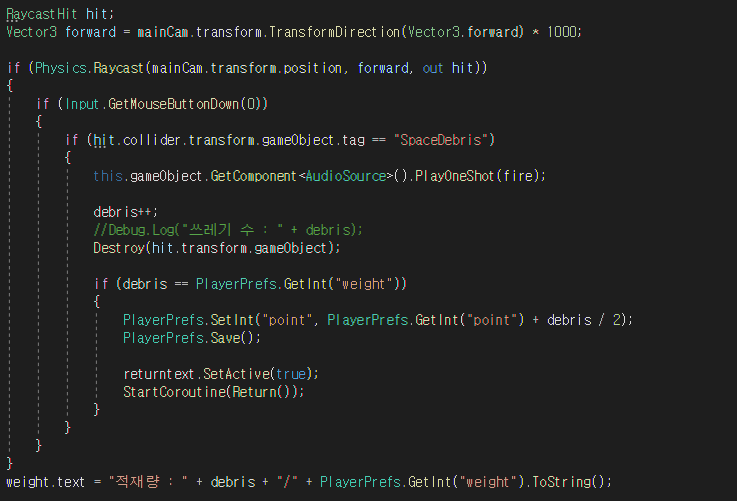 RaycastHit hit;
Vector3 forward = mainCam.transform.TransformDirection(Vector3.forward) * 1000;
if (Physics.Raycast(mainCam.transform.position, forward, out hit))
{
if (Input.GetMouseButtonDown(0))
{
if (hit.collider.transform.gameObject.tag == "SpaceDebris")
{
this.gameObject.GetComponent<AudioSource>().PlayOneShot(fire);
debris++;
//Debug.Log("쓰레기 수 : " + debris);
Destroy(hit.transform.gameObject);
if (debris == PlayerPrefs.GetInt("weight"))
{
PlayerPrefs.SetInt("point", PlayerPrefs.GetInt("point") + debris / 2);
PlayerPrefs.Save();
returntext.SetActive(true);
StartCoroutine(Return());
}
}
}
}
weight.text = "적재량 : " + debris + "/" + PlayerPrefs.GetInt("weight").ToString();